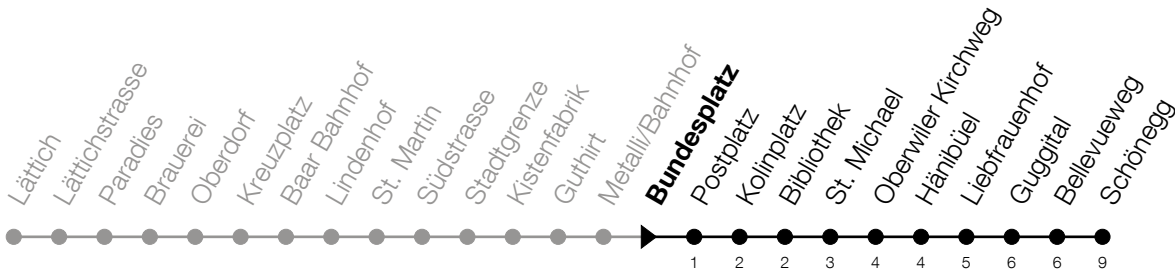 Lättich
Lättichstrasse
Paradies
Brauerei
Oberdorf
Kreuzplatz
Baar Bahnhof
Lindenhof
St. Martin
Südstrasse
Stadtgrenze
Kistenfabrik
Guthirt
Metalli/Bahnhof
Bundesplatz
Postplatz
Kolinplatz
Bibliothek
St. Michael
Oberwiler Kirchweg
Hänibüel
Liebfrauenhof
Guggital
Bellevueweg
Schönegg
1 2 2 3 4 4 5 6 6 9